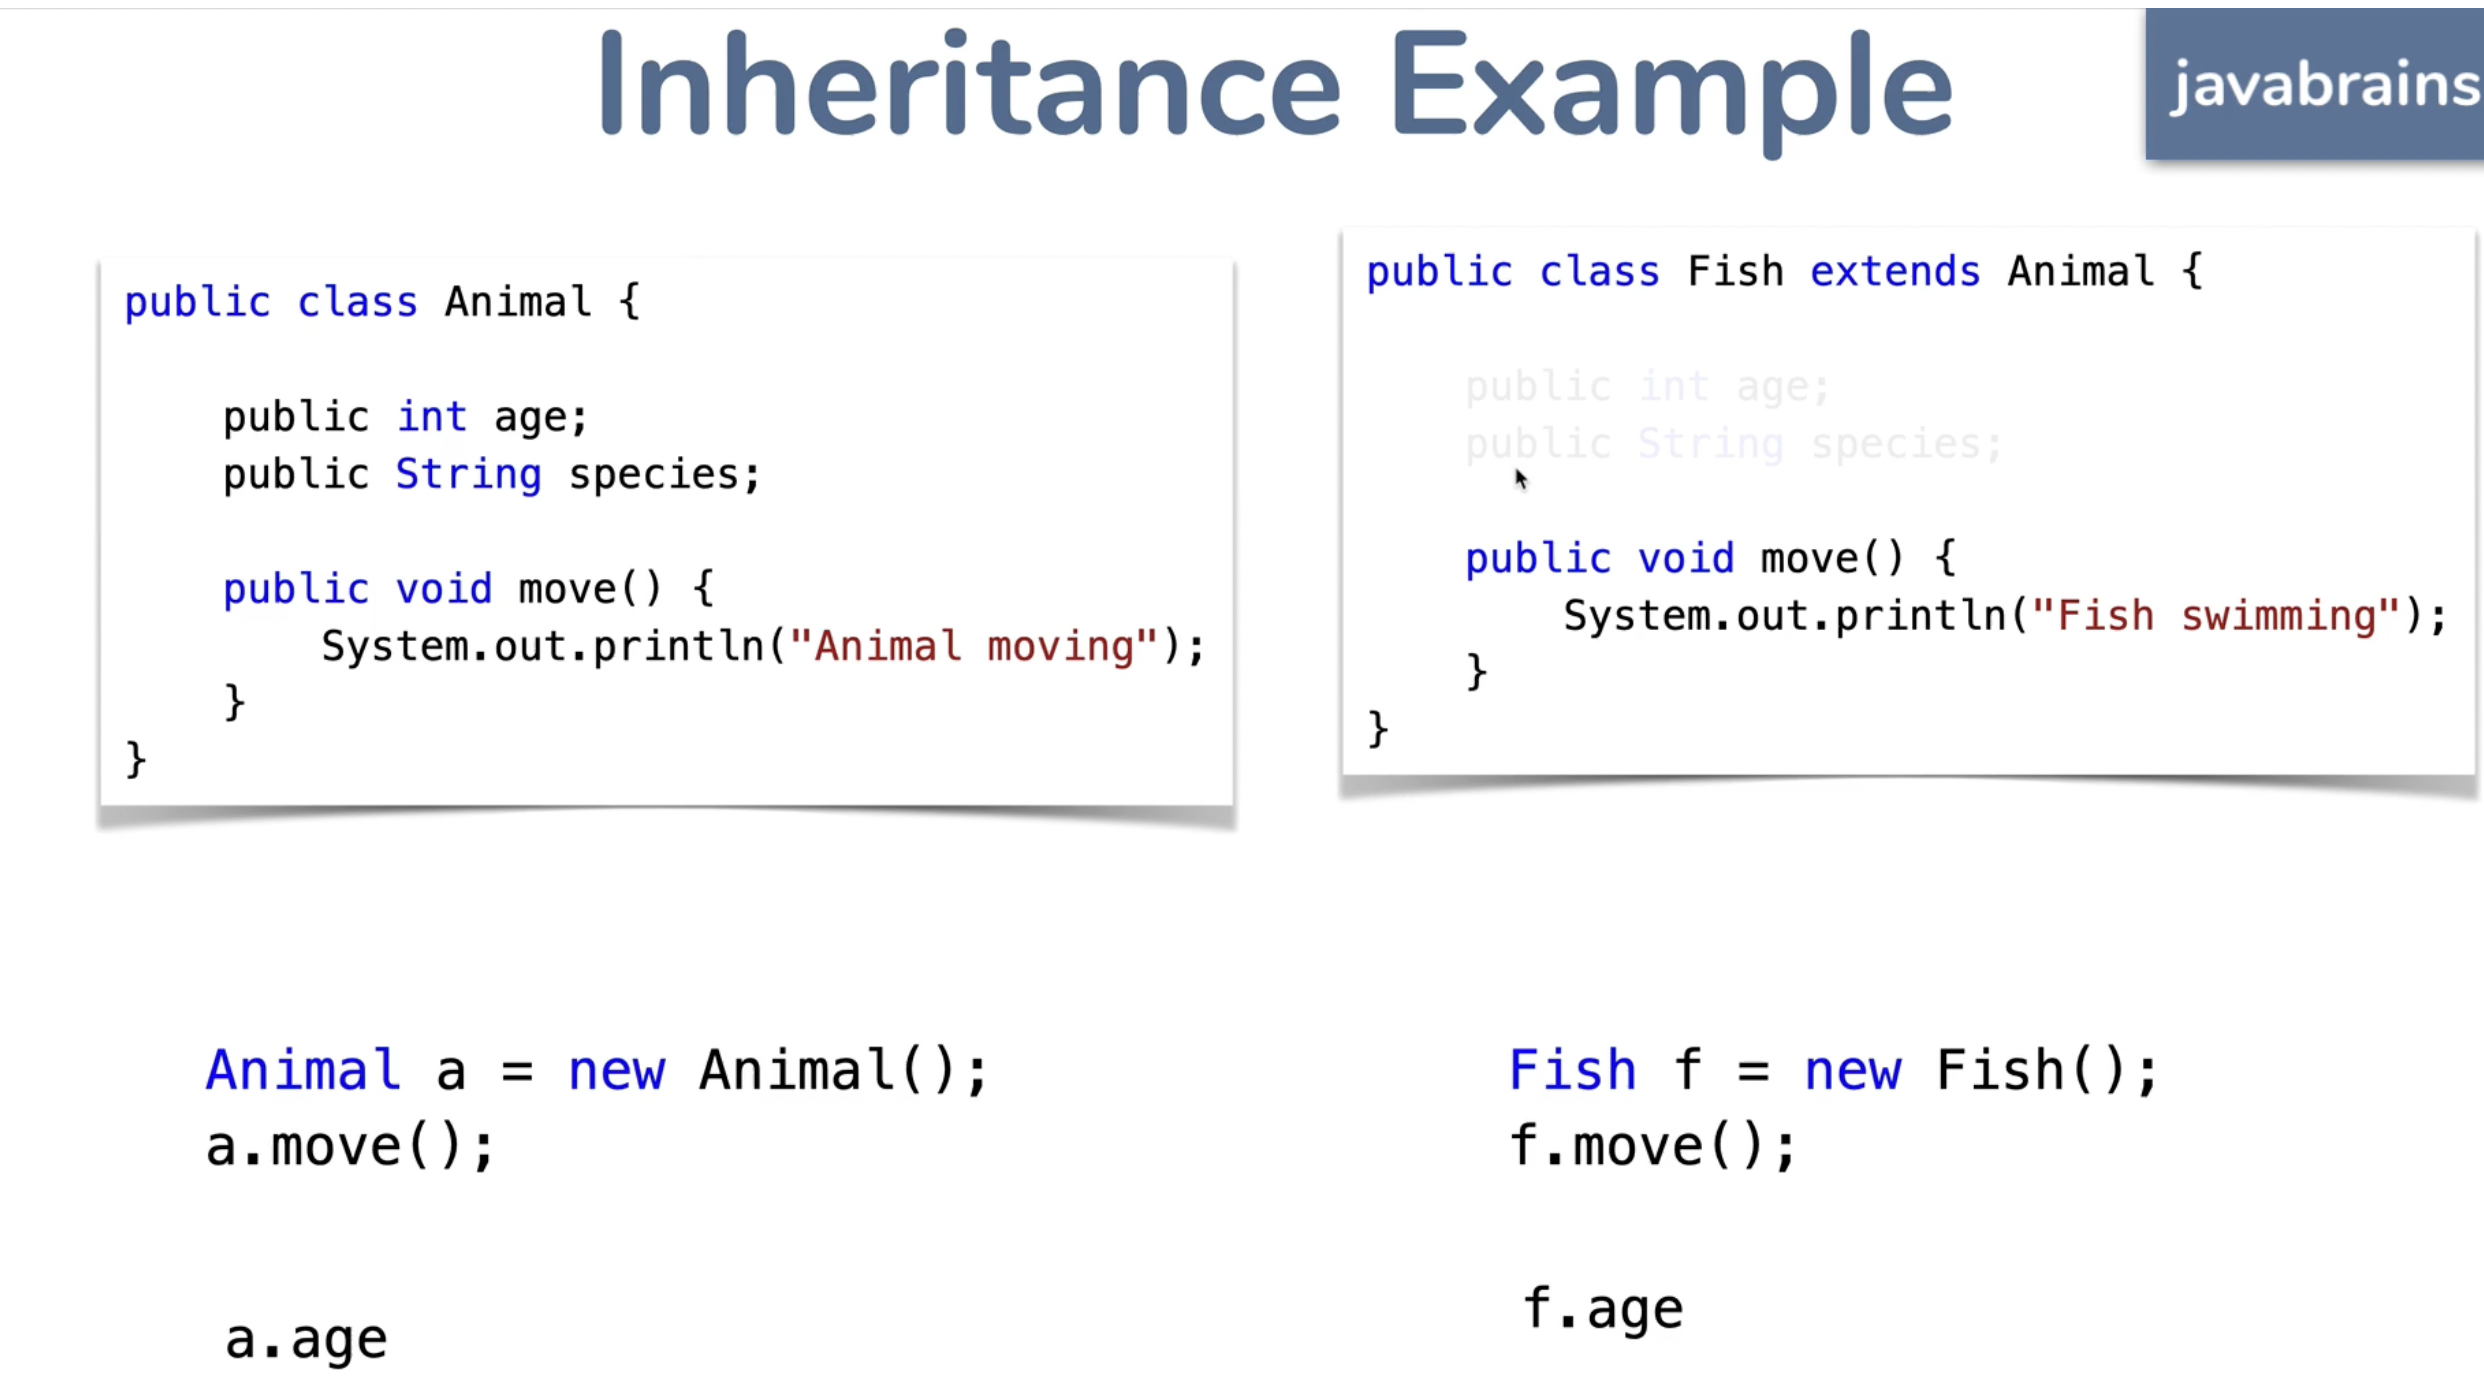 Inheritance Example
javabrains
public class Animal {
public int age;
public String species;
public void move() {
System.out.println("Animal moving");
}
}
public class Fish extends Animal {
public int age;
public String species;
public void move() {
System.out.println("Fish swimming");
}
}
Animal a = new Animal();
a.move();
a.age
Fish f = new Fish();
f.move();
f.age